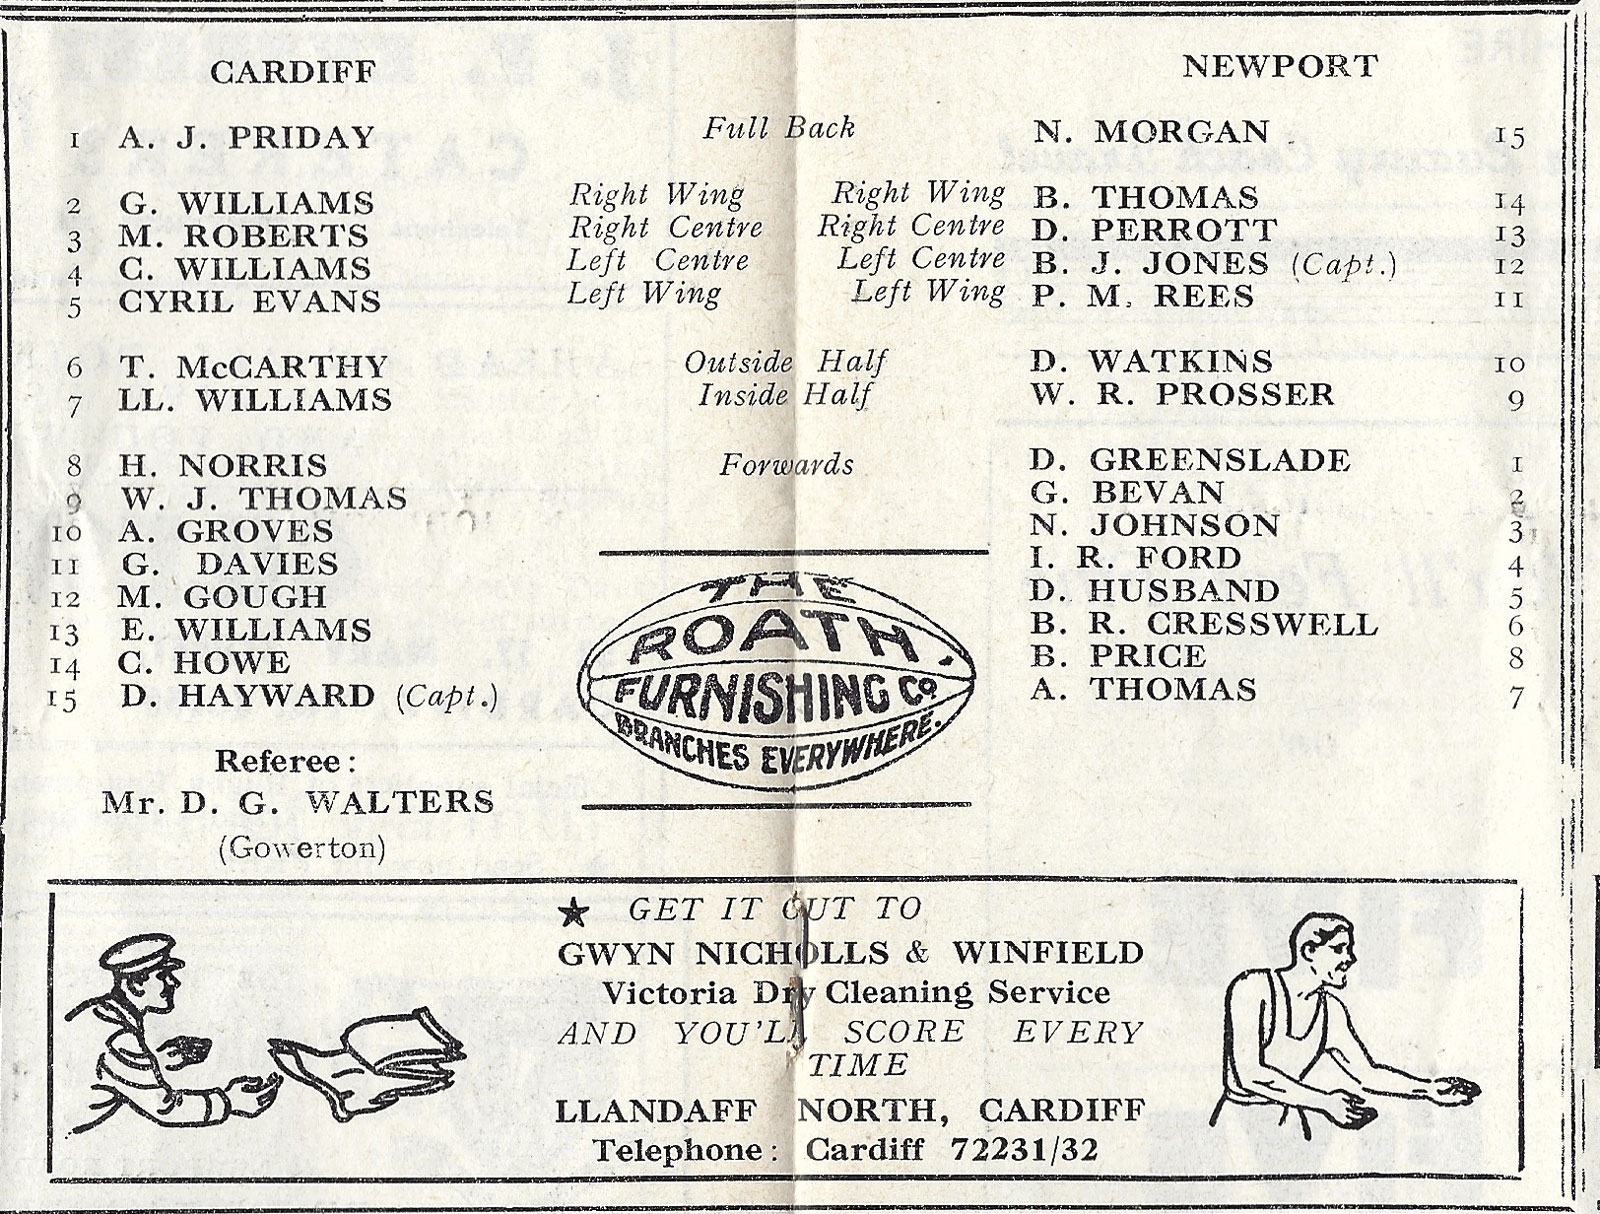 CARDIFF NEWPORT
1 A. J. PRIDAY Full Back N. MORGAN 15
2 G. WILLIAMS Right Wing Right Wing B. THOMAS 14
3 M. ROBERTS Right Centre Right Centre D. PERROTT 13
4 C. WILLIAMS Left Centre Left Centre B. J. JONES (Capt.) 12
5 CYRIL EVANS Left Wing Left Wing P. M. REES 11
6 T. McCARTHY Outside Half D. WATKINS 10
7 LL. WILLIAMS Inside Half W. R. PROSSER 9
8 H. NORRIS Forwards D. GREENSLADE 1
9 W. J. THOMAS G. BEVAN 2
10 A. GROVES N. JOHNSON 3
11 G. DAVIES I. R. FORD 4
12 M. GOUGH D. HUSBAND 5
13 E. WILLIAMS B. R. CRESSWELL 6
14 C. HOWE B. PRICE 8
15 D. HAYWARD (Capt.) A. THOMAS 7
THE
ROATH
FURNISHING Co.
BRANCHES EVERYWHERE.
Referee:
Mr. D. G. WALTERS
(Gowerton)
★ GET IT OUT TO
GWYN NICHOLLS & WINFIELD
Victoria Dry Cleaning Service
AND YOU'LL SCORE EVERY
TIME
LLANDAFF NORTH, CARDIFF
Telephone: Cardiff 72231/32